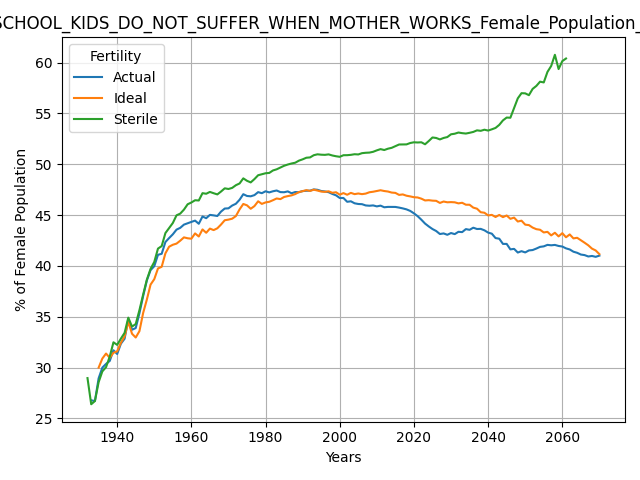 SCHOOL_KIDS_DO_NOT_SUFFER_WHEN_MOTHER_WORKS_Female_Population_
Fertility
Actual
Ideal
Sterile
% of Female Population
60
55
50
45
40
35
30
25
1940
1960
1980
2000
2020
2040
2060
Years